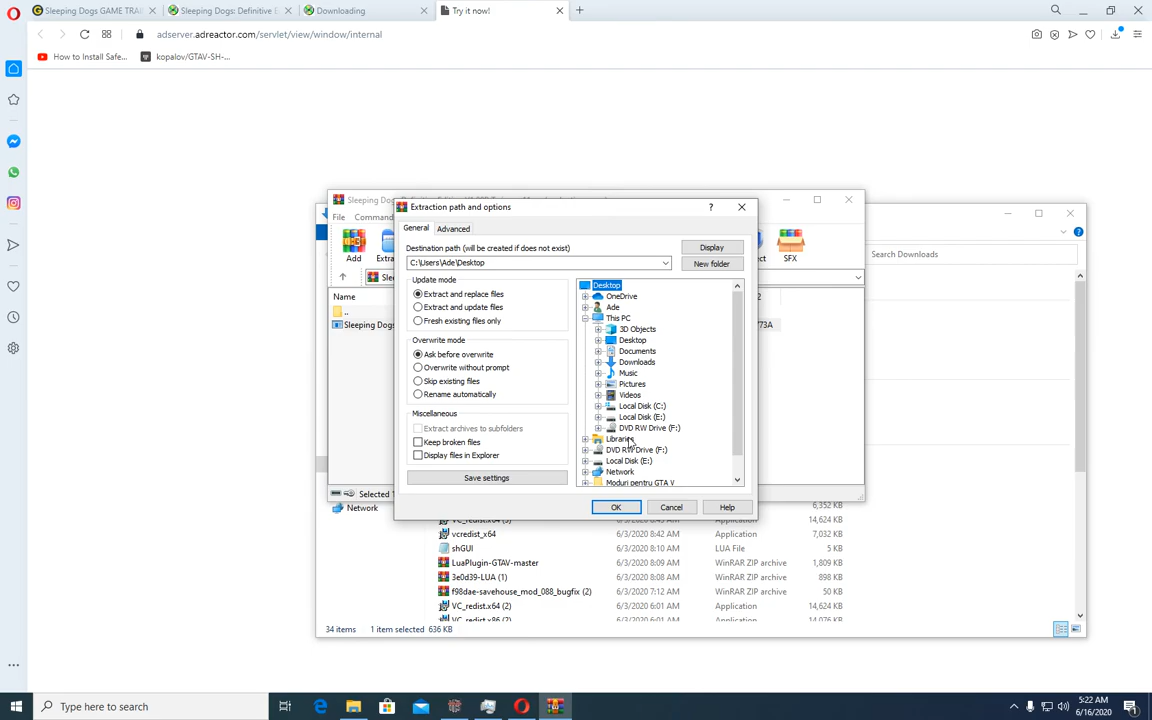 Sleeping Dogs GAME TRAI
Sleeping Dogs: Definitive E
Downloading
Try it now!
adserver.adreactor.com/servlet/view/window/internal
How to Install Safe...
kopalov/GTAV-SH-...
Sleeping D
Extraction path and options
?
File
Command
General
Advanced
Destination path (will be created if does not exist)
Display
C:\Users\Ade\Desktop
New folder
Add
Extra
SFX
Search Downloads
Slee
Update mode
Extract and replace files
Extract and update files
Fresh existing files only
Overwrite mode
Ask before overwrite
Overwrite without prompt
Skip existing files
Rename automatically
Miscellaneous
Extract archives to subfolders
Keep broken files
Display files in Explorer
Save settings
Desktop
OneDrive
Ade
This PC
3D Objects
Desktop
Documents
Downloads
Music
Pictures
Videos
Local Disk (C:)
Local Disk (E:)
DVD RW Drive (F:)
Libraries
DVD RW Drive (F:)
Local Disk (E:)
Network
Moduri pentru GTA V
Name
..
Sleeping Dogs
773A
OK
Cancel
Help
Selected 1
Network
6,352 KB
VC_redist.x64 (3)
6/3/2020 8:43 AM
Application
14,624 KB
vcredist_x64
6/3/2020 8:42 AM
Application
7,032 KB
shGUI
6/3/2020 8:10 AM
LUA File
5 KB
LuaPlugin-GTAV-master
6/3/2020 8:09 AM
WinRAR ZIP archive
1,809 KB
3e0d39-LUA (1)
6/3/2020 8:08 AM
WinRAR ZIP archive
898 KB
f98dae-savehouse_mod_088_bugfix (2)
6/3/2020 7:12 AM
WinRAR ZIP archive
50 KB
VC_redist.x64 (2)
6/3/2020 6:01 AM
Application
14,624 KB
VC_redist.x86 (2)
6/3/2020 6:01 AM
Application
14,076 KB
34 items
1 item selected 636 KB
Type here to search
5:22 AM
6/16/2020